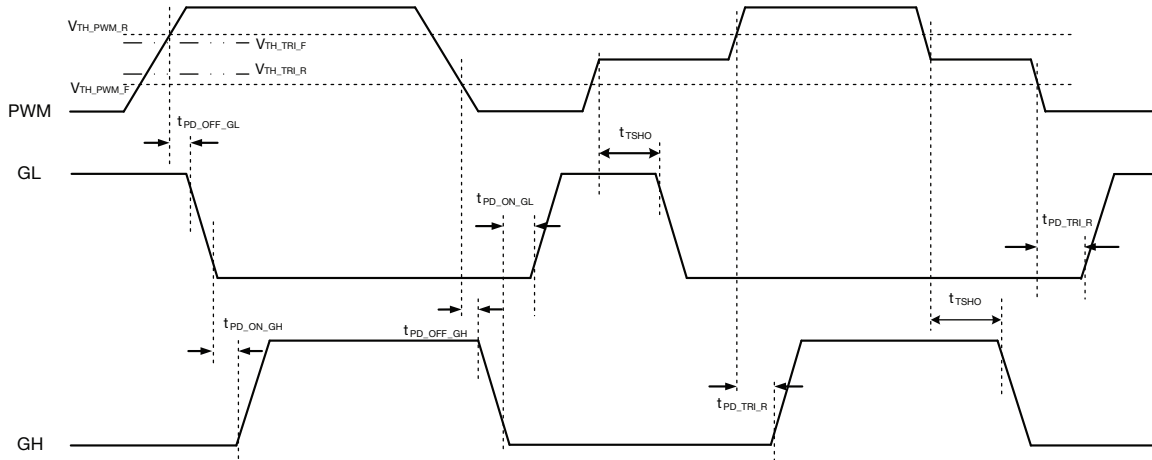 VTH_PWM_R
VTH_TRI_F
VTH_TRI_R
VTH_PWM_F
PWM
tPD_OFF_GL
tTSHO
GL
tPD_ON_GL
tPD_TRI_R
tTSHO
tPD_ON_GH
tPD_OFF_GH
tPD_TRI_R
GH